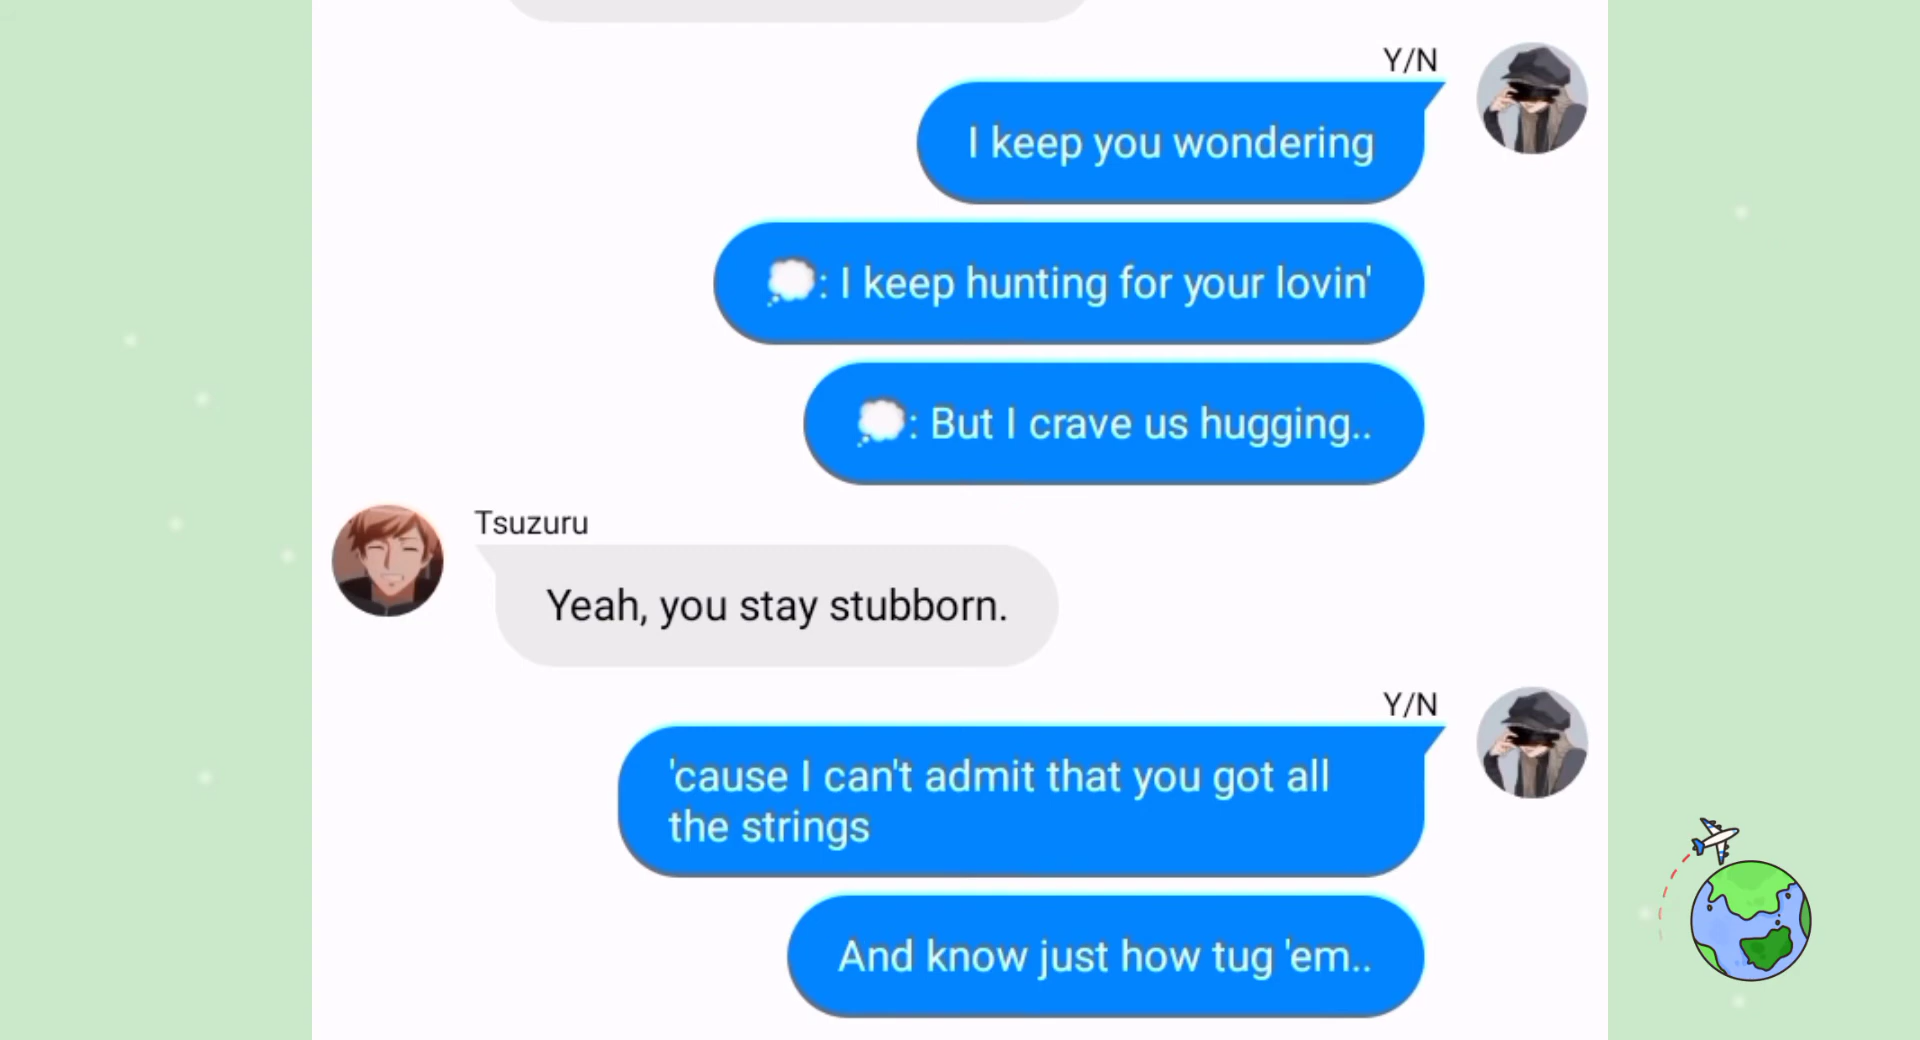 Y/N
I keep you wondering
💭: I keep hunting for your lovin'
💭: But I crave us hugging..
Tsuzuru
Yeah, you stay stubborn.
Y/N
'cause I can't admit that you got all
the strings
And know just how tug 'em..